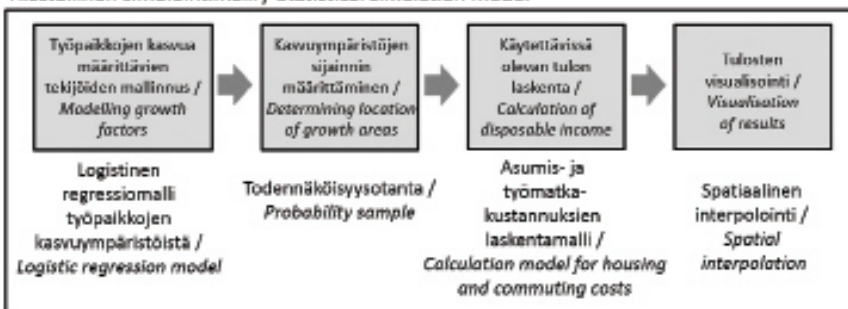 Työpaikkojen kasvua
määrittävien
tekijöiden mallinnus /
Modelling growth
factors
Kasvuympäristöjen
sijainnin
määrittäminen /
Determining location
of growth areas
Käytettävissä
olevan tulon
laskenta /
Calculation of
disposable income
Tulosten
visualisointi /
Visualisation
of results
Logistinen
regressiomalli
työpaikkojen
kasvuympäristöistä /
Logistic regression model
Todennäköisyysotanta /
Probability sample
Asumis- ja
työmatka-
kustannuksien
laskentamalli /
Calculation model for housing
and commuting costs
Spatiaalinen
interpolointi /
Spatial
interpolation